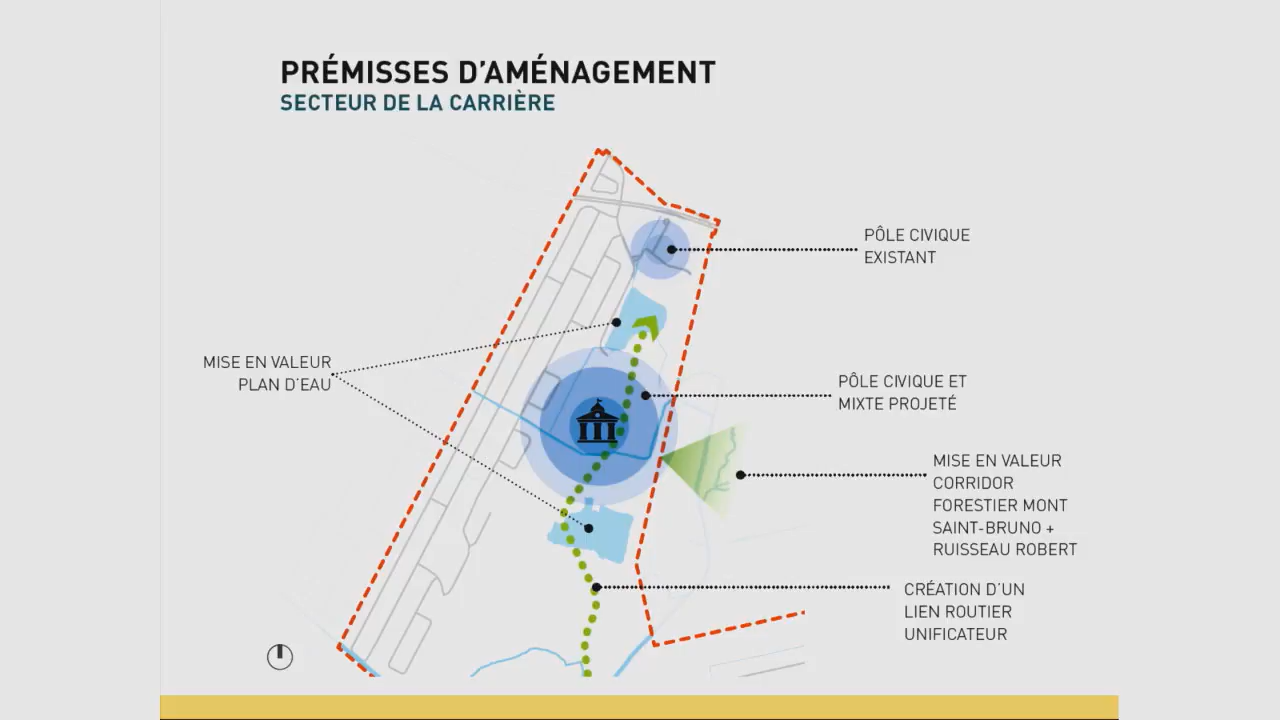 PRÉMISSES D'AMÉNAGEMENT
SECTEUR DE LA CARRIÈRE
PÔLE CIVIQUE
EXISTANT
MISE EN VALEUR
PLAN D'EAU
PÔLE CIVIQUE ET
MIXTE PROJETÉ
MISE EN VALEUR
CORRIDOR
FORESTIER MONT
SAINT-BRUNO +
RUISSEAU ROBERT
CRÉATION D'UN
LIEN ROUTIER
UNIFICATEUR